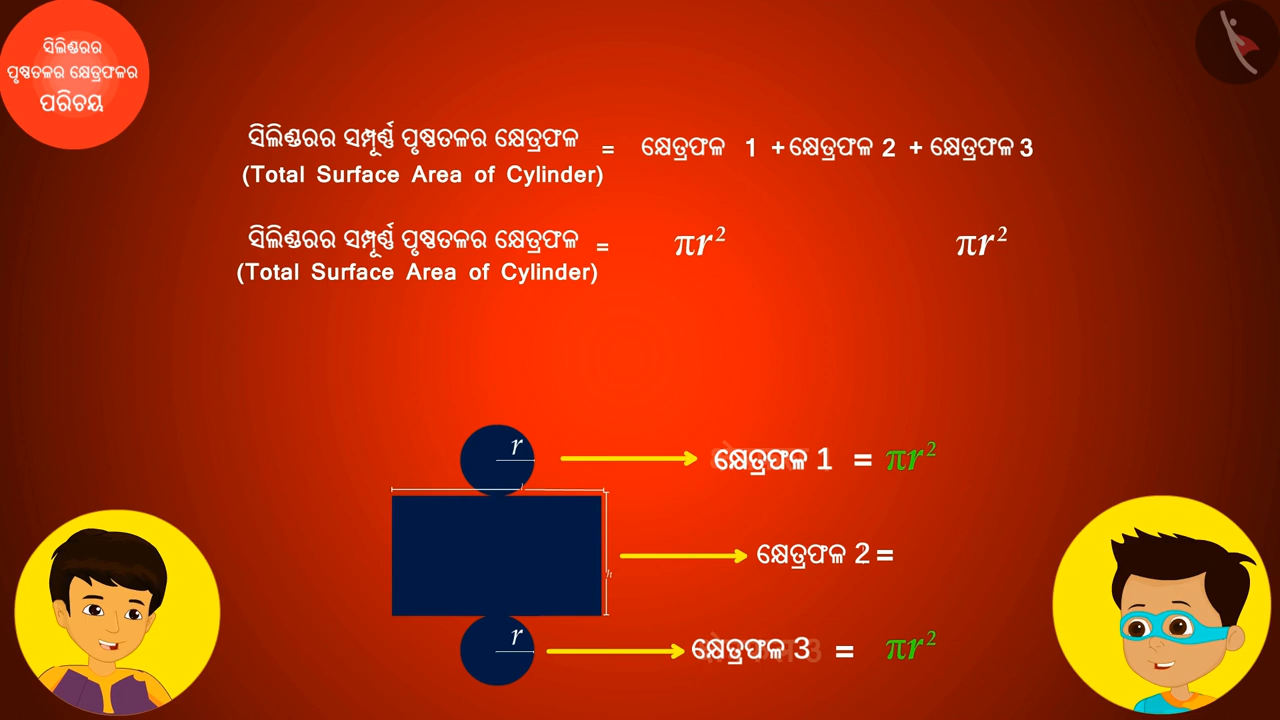 ସିଲିଣ୍ଡରର
ପୃଷ୍ଠତଳର କ୍ଷେତ୍ରଫଳର
ପରିଚୟ
ସିଲିଣ୍ଡରର ସମ୍ପୂର୍ଣ୍ଣ ପୃଷ୍ଠତଳର କ୍ଷେତ୍ରଫଳ = କ୍ଷେତ୍ରଫଳ 1 + କ୍ଷେତ୍ରଫଳ 2 + କ୍ଷେତ୍ରଫଳ 3
(Total Surface Area of Cylinder)
ସିଲିଣ୍ଡରର ସମ୍ପୂର୍ଣ୍ଣ ପୃଷ୍ଠତଳର କ୍ଷେତ୍ରଫଳ = πr² πr²
(Total Surface Area of Cylinder)
r କ୍ଷେତ୍ରଫଳ 1 = πr²
l
h କ୍ଷେତ୍ରଫଳ 2 =
r କ୍ଷେତ୍ରଫଳ 3 = πr²